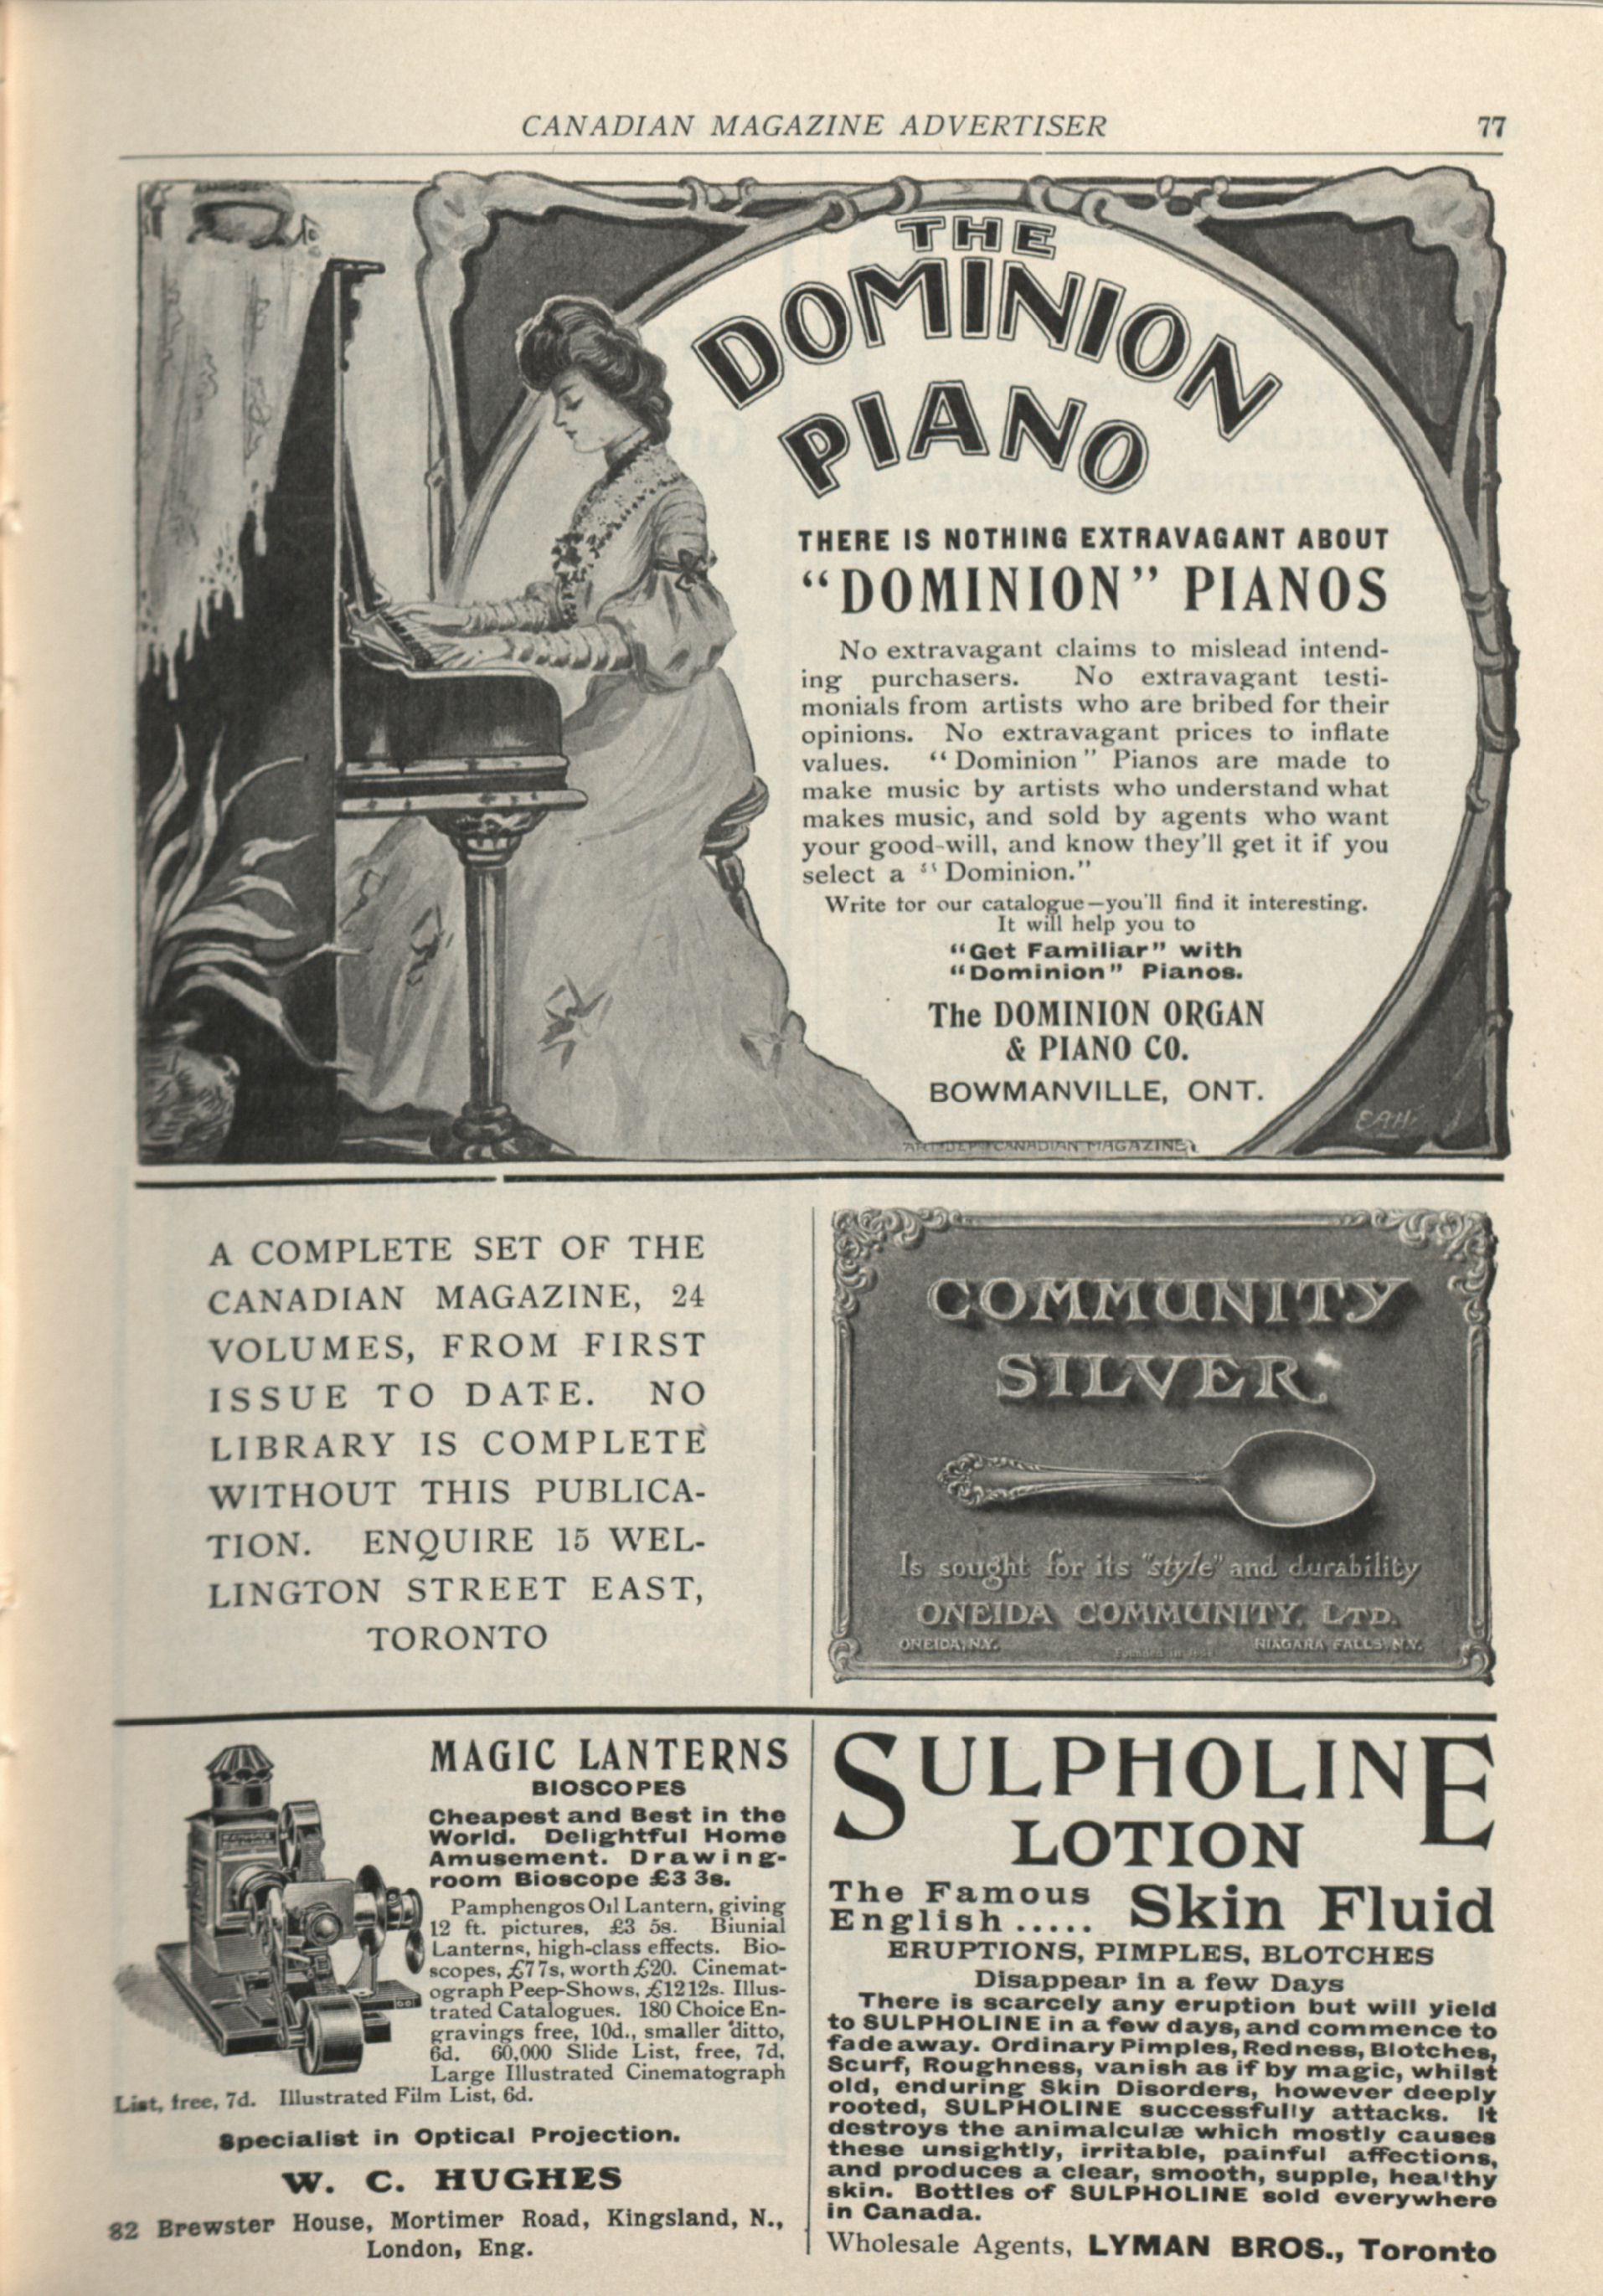 CANADIAN MAGAZINE ADVERTISER
77
THE
DOMINION
PIANO
THERE IS NOTHING EXTRAVAGANT ABOUT
“DOMINION” PIANOS
No extravagant claims to mislead intend-
ing purchasers. No extravagant testi-
monials from artists who are bribed for their
opinions. No extravagant prices to inflate
values. “Dominion” Pianos are made to
make music by artists who understand what
makes music, and sold by agents who want
your good-will, and know they'll get it if you
select a “Dominion.”
Write for our catalogue—you'll find it interesting.
It will help you to
“Get Familiar” with
“Dominion” Pianos.
The DOMINION ORGAN
& PIANO CO.
BOWMANVILLE, ONT.
EAH
CANADIAN MAGAZINE
A COMPLETE SET OF THE
CANADIAN MAGAZINE, 24
VOLUMES, FROM FIRST
ISSUE TO DATE. NO
LIBRARY IS COMPLETE
WITHOUT THIS PUBLICA-
TION. ENQUIRE 15 WEL-
LINGTON STREET EAST,
TORONTO
COMMUNITY
SILVER
Is sought for its "style" and durability
ONEIDA COMMUNITY, LTD.
ONEIDA, N.Y.
NIAGARA FALLS, N.Y.
Founded in
MAGIC LANTERNS
BIOSCOPES
Cheapest and Best in the
World. Delightful Home
Amusement. Drawing-
room Bioscope £3 3s.
Pamphengos Oil Lantern, giving
12 ft. pictures, £3 5s. Biunial
Lanterns, high-class effects. Bio-
scopes, £7 7s, worth £20. Cinemat-
ograph Peep-Shows, £12 12s. Illus-
trated Catalogues. 180 Choice En-
gravings free, 10d., smaller ditto,
6d. 60,000 Slide List, free, 7d,
Large Illustrated Cinematograph
List, free, 7d. Illustrated Film List, 6d.
Specialist in Optical Projection.
W. C. HUGHES
82 Brewster House, Mortimer Road, Kingsland, N.,
London, Eng.
SULPHOLINE
LOTION
The Famous
English ..... Skin Fluid
ERUPTIONS, PIMPLES, BLOTCHES
Disappear in a few Days
There is scarcely any eruption but will yield
to SULPHOLINE in a few days, and commence to
fade away. Ordinary Pimples, Redness, Blotches,
Scurf, Roughness, vanish as if by magic, whilst
old, enduring Skin Disorders, however deeply
rooted, SULPHOLINE successfully attacks. It
destroys the animalculæ which mostly causes
these unsightly, irritable, painful affections,
and produces a clear, smooth, supple, healthy
skin. Bottles of SULPHOLINE sold everywhere
in Canada.
Wholesale Agents, LYMAN BROS., Toronto